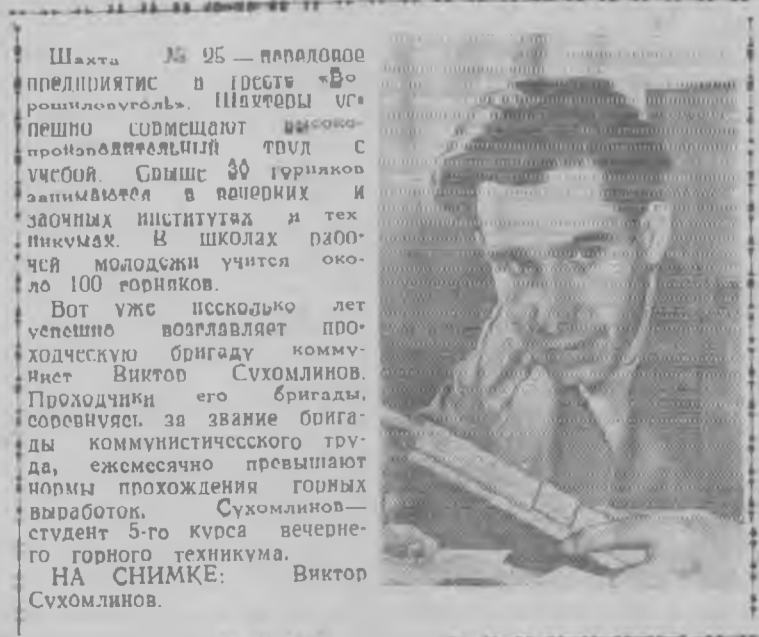 Шахта № 25 — передовое
предприятие в тресте «Во
рошиловуголь». Шахтеры ус-
пешно совмещают высоко-
производительный труд с
учебой. Свыше 30 горняков
занимаются в вечерних и
заочных институтах и тех
никумах. В школах рабо-
чей молодежи учится око-
ло 100 горняков.
Вот уже несколько лет
успешно возглавляет про-
ходческую бригаду комму-
нист Виктор Сухомлинов.
Проходчики его бригады,
соревнуясь за звание брига-
ды коммунистического тру-
да, ежемесячно превышают
нормы прохождения горных
выработок. Сухомлинов—
студент 5-го курса вечерне-
го горного техникума.
НА СНИМКЕ: Виктор
Сухомлинов.